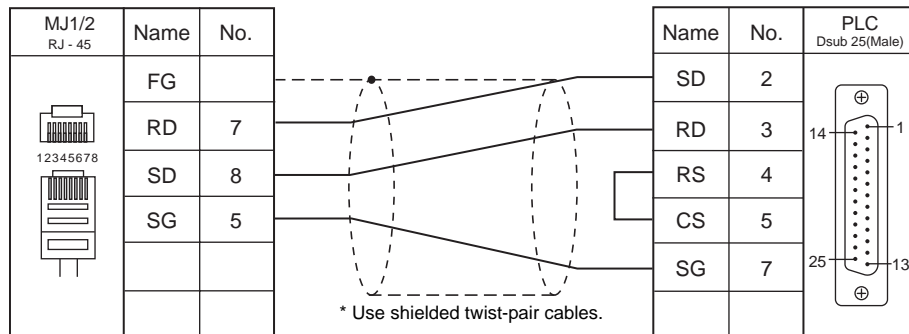 MJ1/2
RJ - 45
Name No.
FG
RD 7
SD 8
SG 5
12345678
* Use shielded twist-pair cables.
Name No.
SD 2
RD 3
RS 4
CS 5
SG 7
PLC
Dsub 25(Male)
14 1
25 13